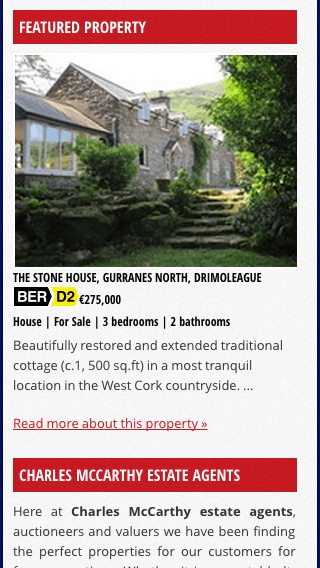 FEATURED PROPERTY
THE STONE HOUSE, GURRANES NORTH, DRIMOLEAGUE
BER D2 €275,000
House | For Sale | 3 bedrooms | 2 bathrooms
Beautifully restored and extended traditional
cottage (c.1, 500 sq.ft) in a most tranquil
location in the West Cork countryside. ...
Read more about this property »
CHARLES MCCARTHY ESTATE AGENTS
Here at Charles McCarthy estate agents,
auctioneers and valuers we have been finding
the perfect properties for our customers for